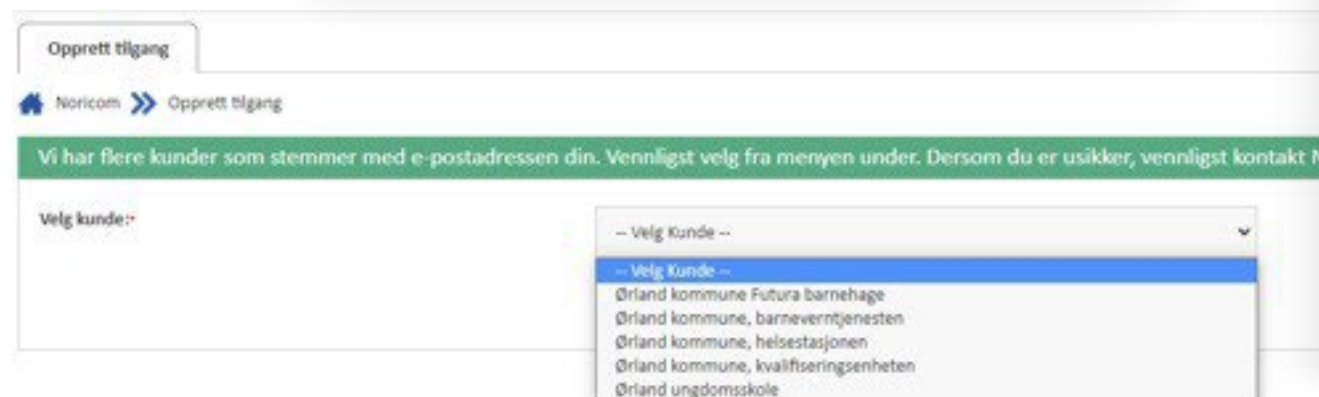 Opprett tilgang
Noricom Opprett tilgang
Vi har flere kunder som stemmer med e-postadressen din. Vennligst velg fra menyen under. Dersom du er usikker, vennligst kontakt
Velg kunde:*
-- Velg Kunde --
-- Velg Kunde --
Ørland kommune Futura barnehage
Ørland kommune, barneverntjenesten
Ørland kommune, helsestasjonen
Ørland kommune, kvalifiseringsenheten
Ørland ungdomsskole